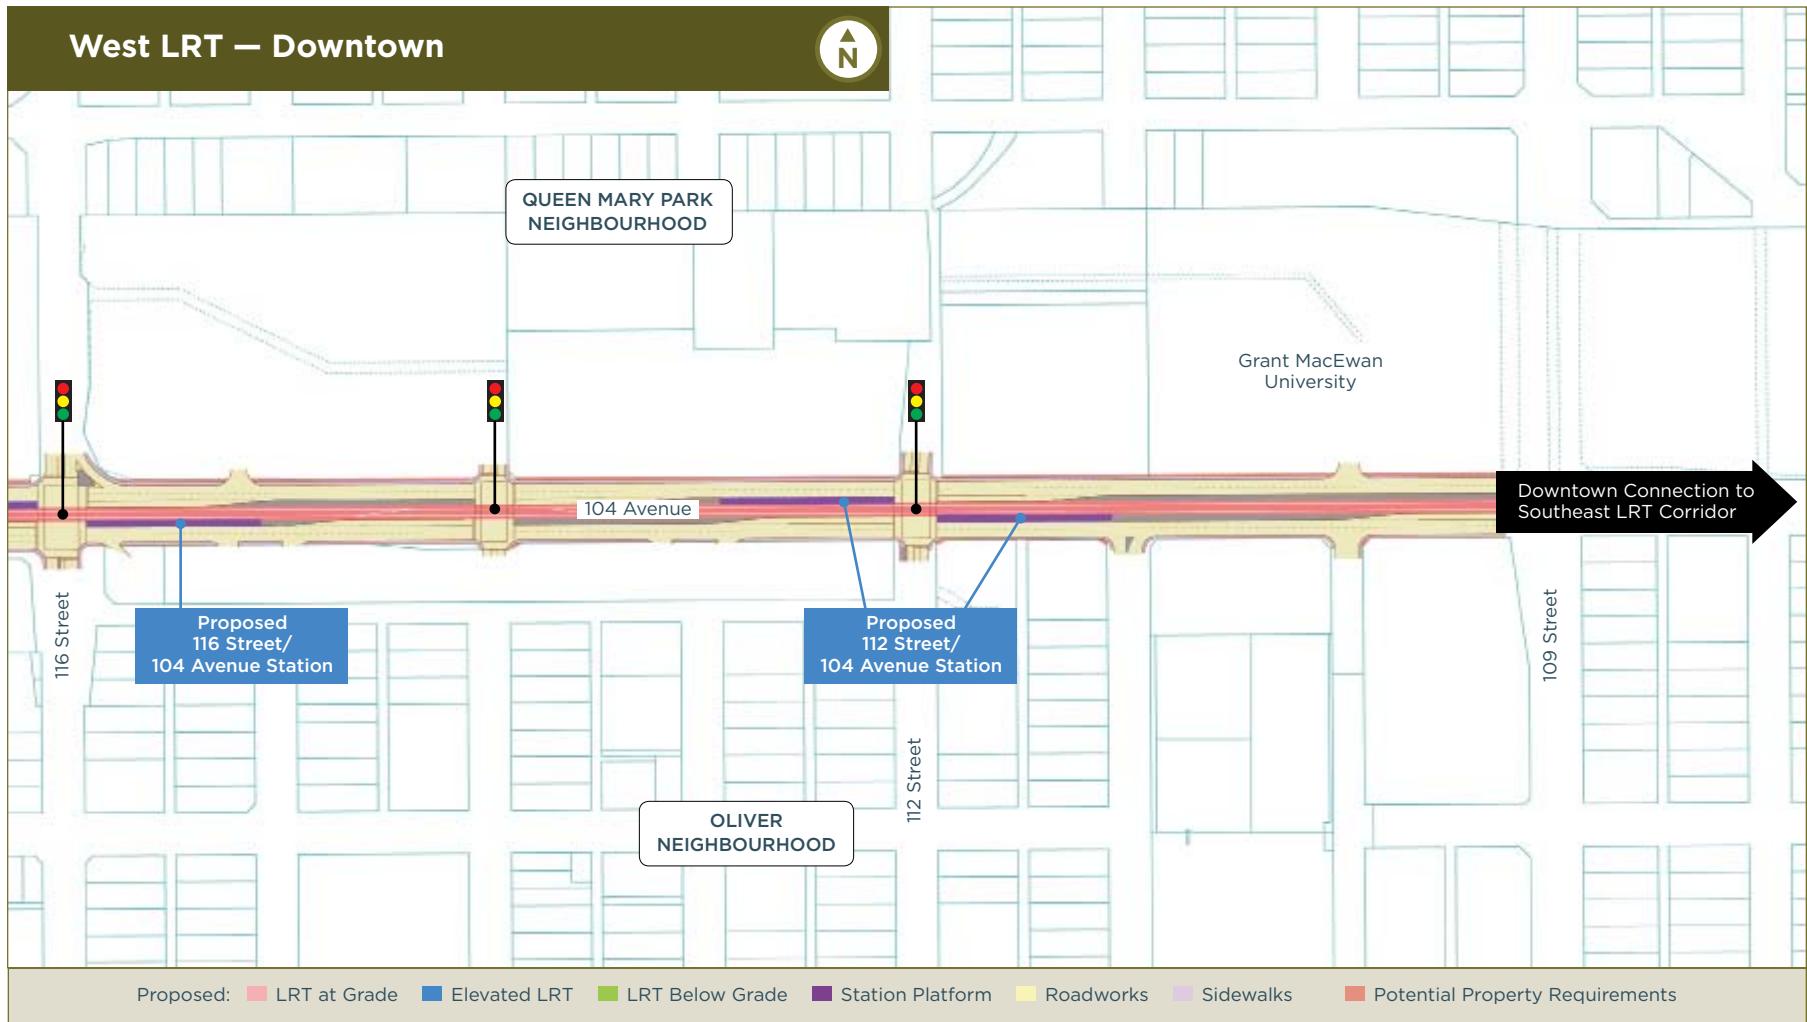 West LRT — Downtown
N
QUEEN MARY PARK
NEIGHBOURHOOD
Grant MacEwan
University
104 Avenue
Downtown Connection to
Southeast LRT Corridor
116 Street
Proposed
116 Street/
104 Avenue Station
Proposed
112 Street/
104 Avenue Station
109 Street
112 Street
OLIVER
NEIGHBOURHOOD
Proposed: LRT at Grade Elevated LRT LRT Below Grade Station Platform Roadworks Sidewalks Potential Property Requirements